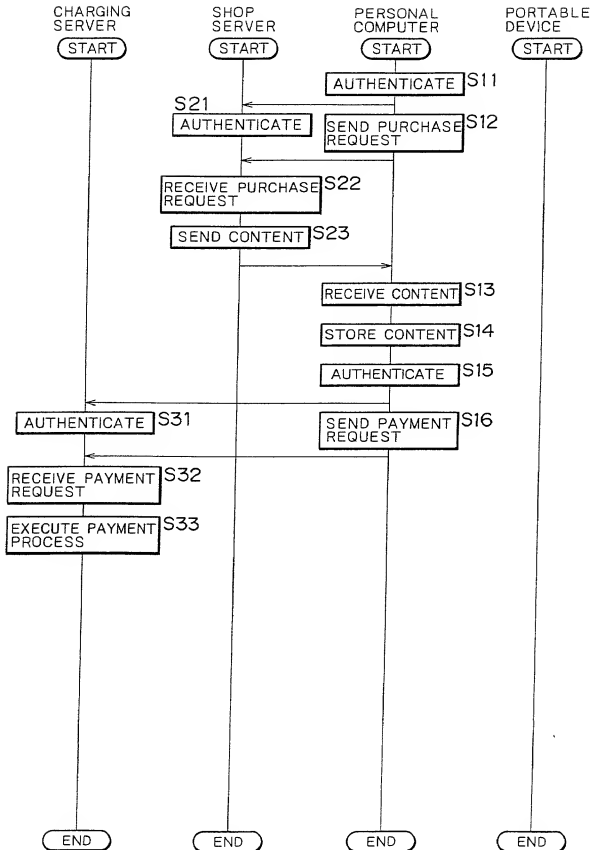 CHARGING SERVER
SHOP SERVER
PERSONAL COMPUTER
PORTABLE DEVICE
START
START
START
START
AUTHENTICATE S11
S21
AUTHENTICATE
SEND PURCHASE REQUEST S12
RECEIVE PURCHASE REQUEST S22
SEND CONTENT S23
RECEIVE CONTENT S13
STORE CONTENT S14
AUTHENTICATE S15
AUTHENTICATE S31
SEND PAYMENT REQUEST S16
RECEIVE PAYMENT REQUEST S32
EXECUTE PAYMENT PROCESS S33
END
END
END
END